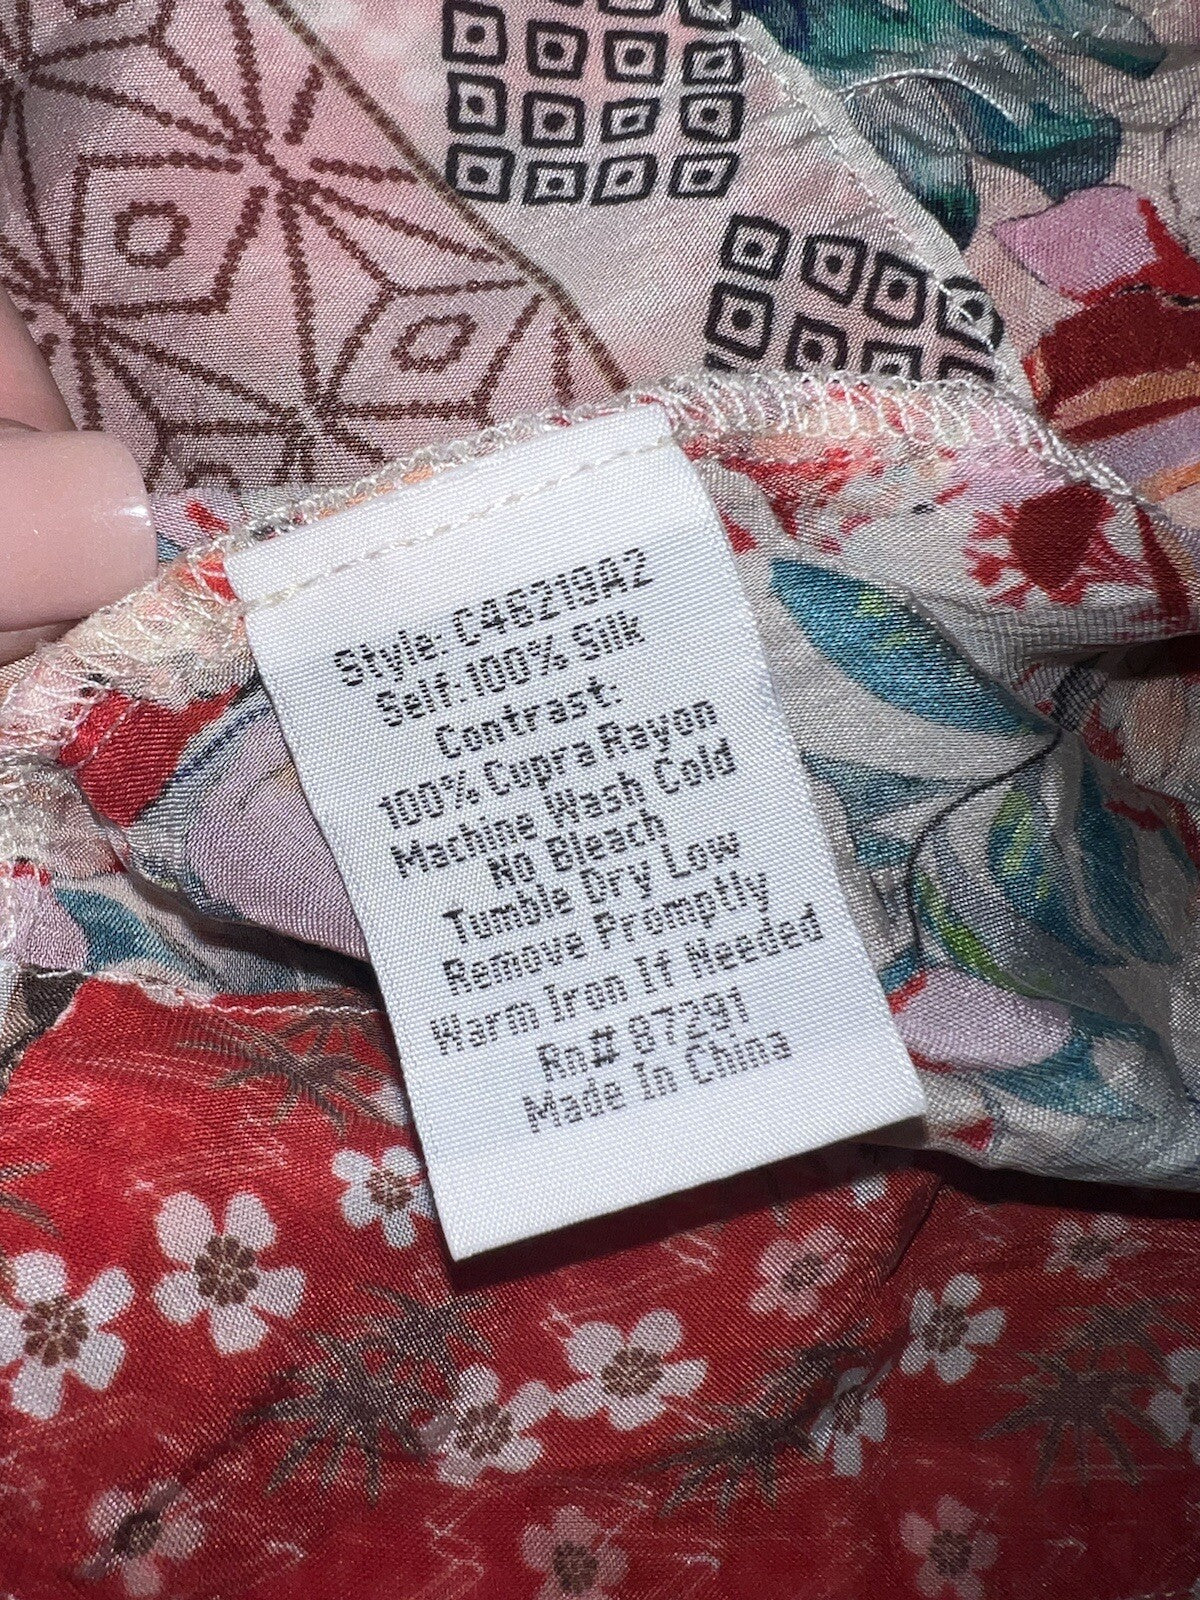 Style: C46219A2
Self: 100% Silk
Contrast:
100% Cupra Rayon
Machine Wash Cold
No Bleach
Tumble Dry Low
Remove Promptly
Warm Iron If Needed
Rn# 87291
Made In China